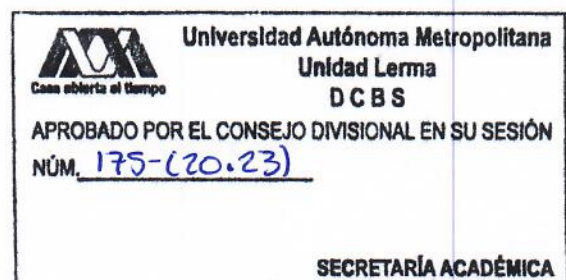 Universidad Autónoma Metropolitana
Unidad Lerma
Casa abierta al tiempo
DCBS
APROBADO POR EL CONSEJO DIVISIONAL EN SU SESIÓN
NÚM. 175-(20.23)
SECRETARÍA ACADÉMICA